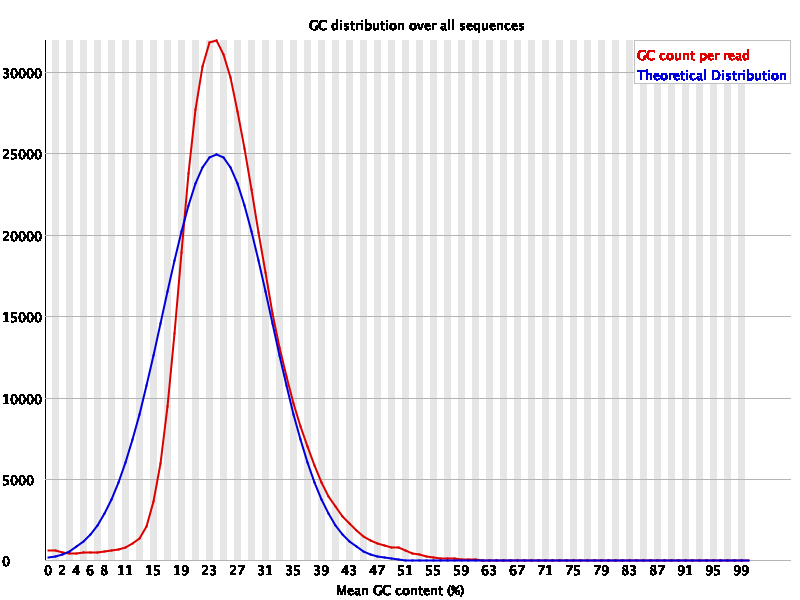 GC distribution over all sequences
GC count per read
Theoretical Distribution
30000
25000
20000
15000
10000
5000
0
0 2 4 6 8 11 15 19 23 27 31 35 39 43 47 51 55 59 63 67 71 75 79 83 87 91 95 99
Mean GC content (%)